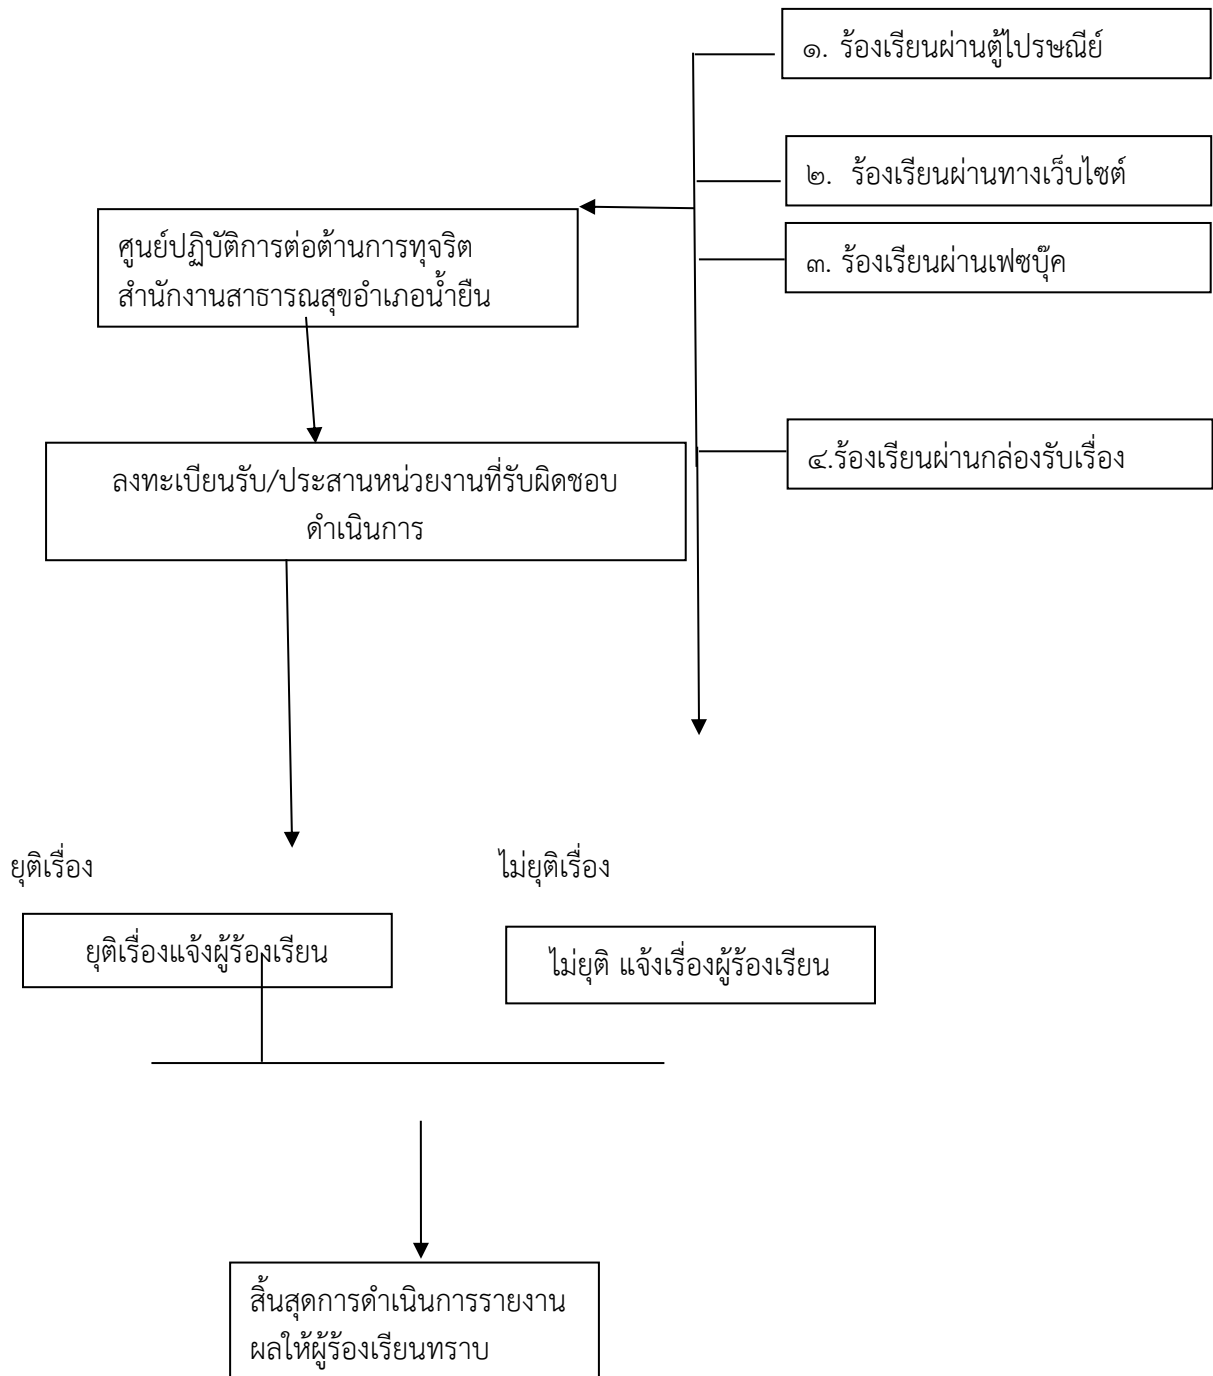 ๑. ร้องเรียนผ่านตู้ไปรษณีย์
๒. ร้องเรียนผ่านทางเว็บไซต์
ศูนย์ปฏิบัติการต่อต้านการทุจริต
สำนักงานสาธารณสุขอำเภอน้ำยืน
๓. ร้องเรียนผ่านเฟซบุ๊ค
๔.ร้องเรียนผ่านกล่องรับเรื่อง
ลงทะเบียนรับ/ประสานหน่วยงานที่รับผิดชอบ
ดำเนินการ
ยุติเรื่อง
ไม่ยุติเรื่อง
ยุติเรื่องแจ้งผู้ร้องเรียน
ไม่ยุติ แจ้งเรื่องผู้ร้องเรียน
สิ้นสุดการดำเนินการรายงาน
ผลให้ผู้ร้องเรียนทราบ